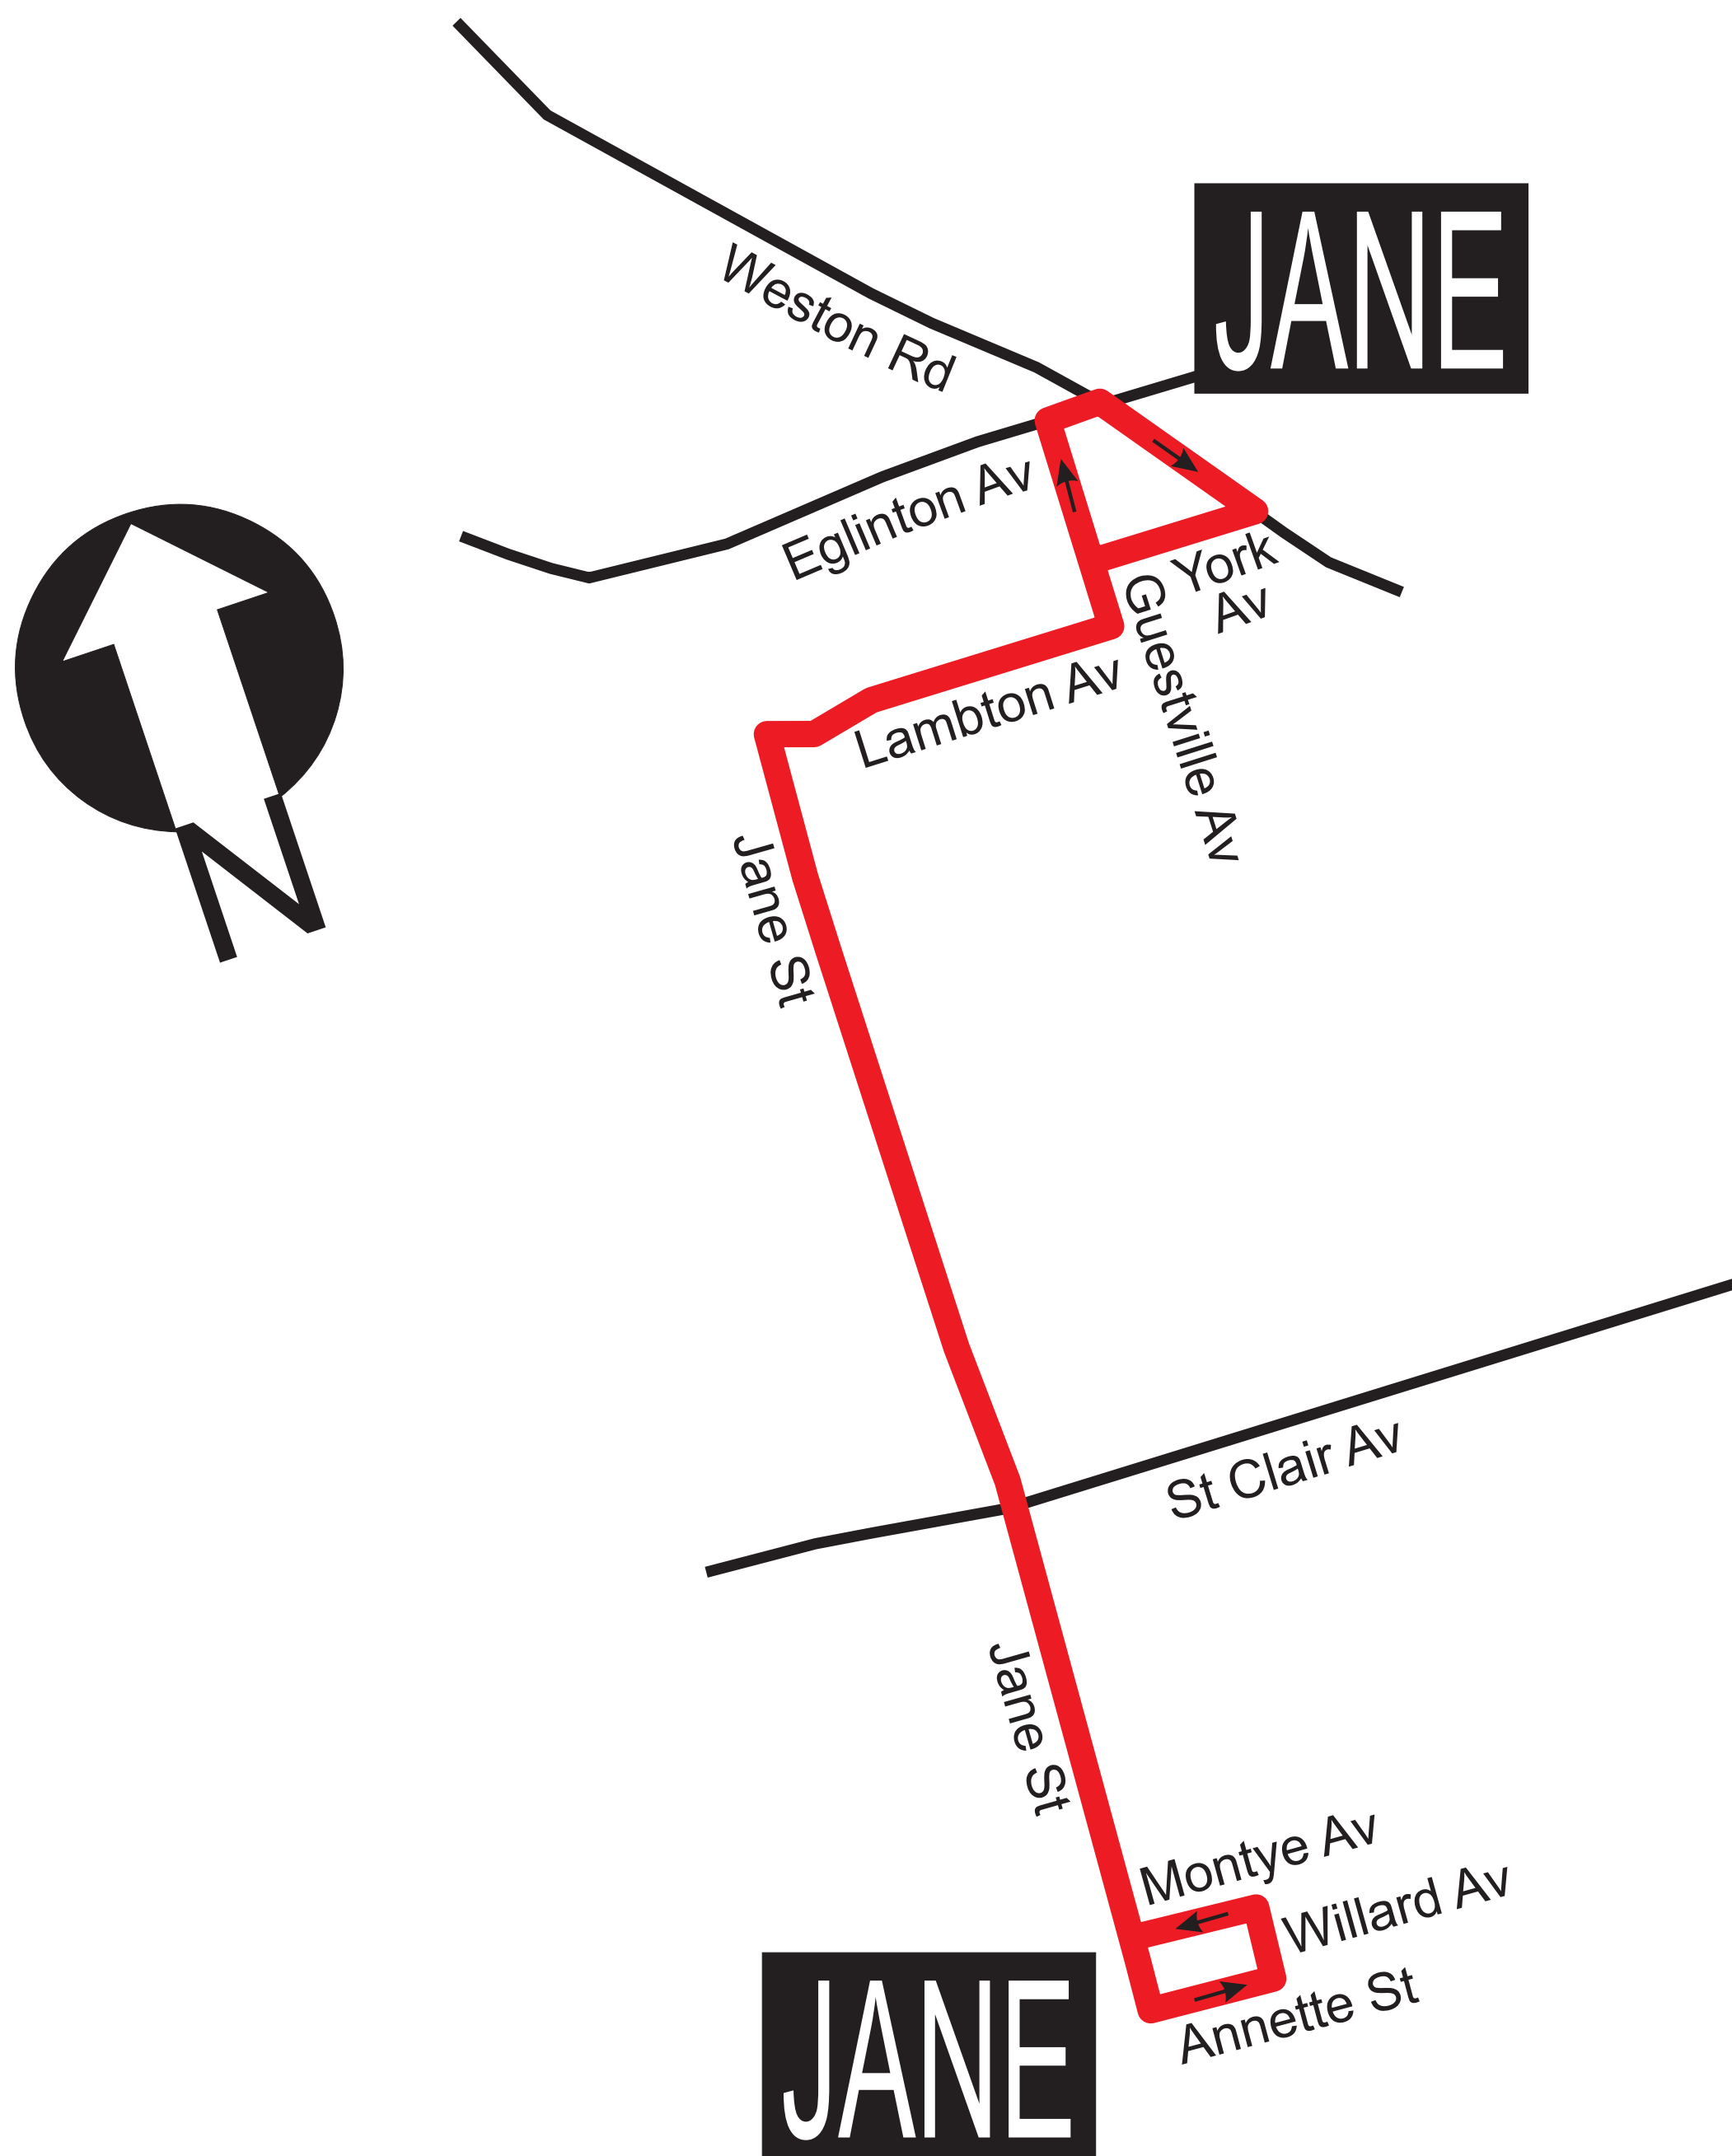 JANE
Weston Rd
Eglinton Av
York
Av
Guestville Av
Lambton Av
N
Jane St
St Clair Av
Jane St
Montye Av
Willard Av
Annette St
JANE